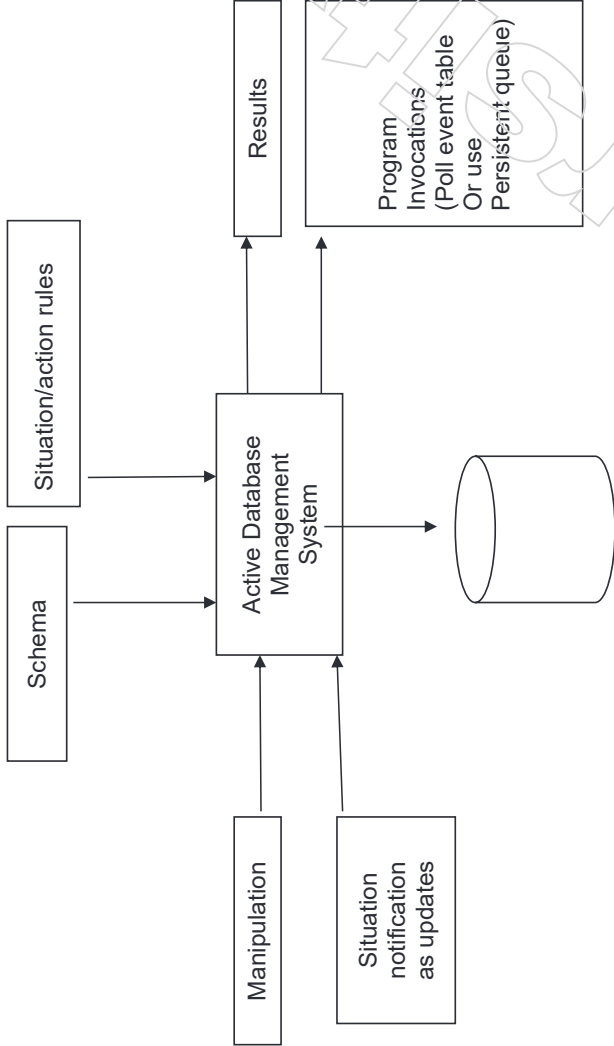 Schema
Situation/action rules
Manipulation
Active Database
Management
System
Results
Situation
notification
as updates
Program
Invocations
(Poll event table
Or use
Persistent queue)